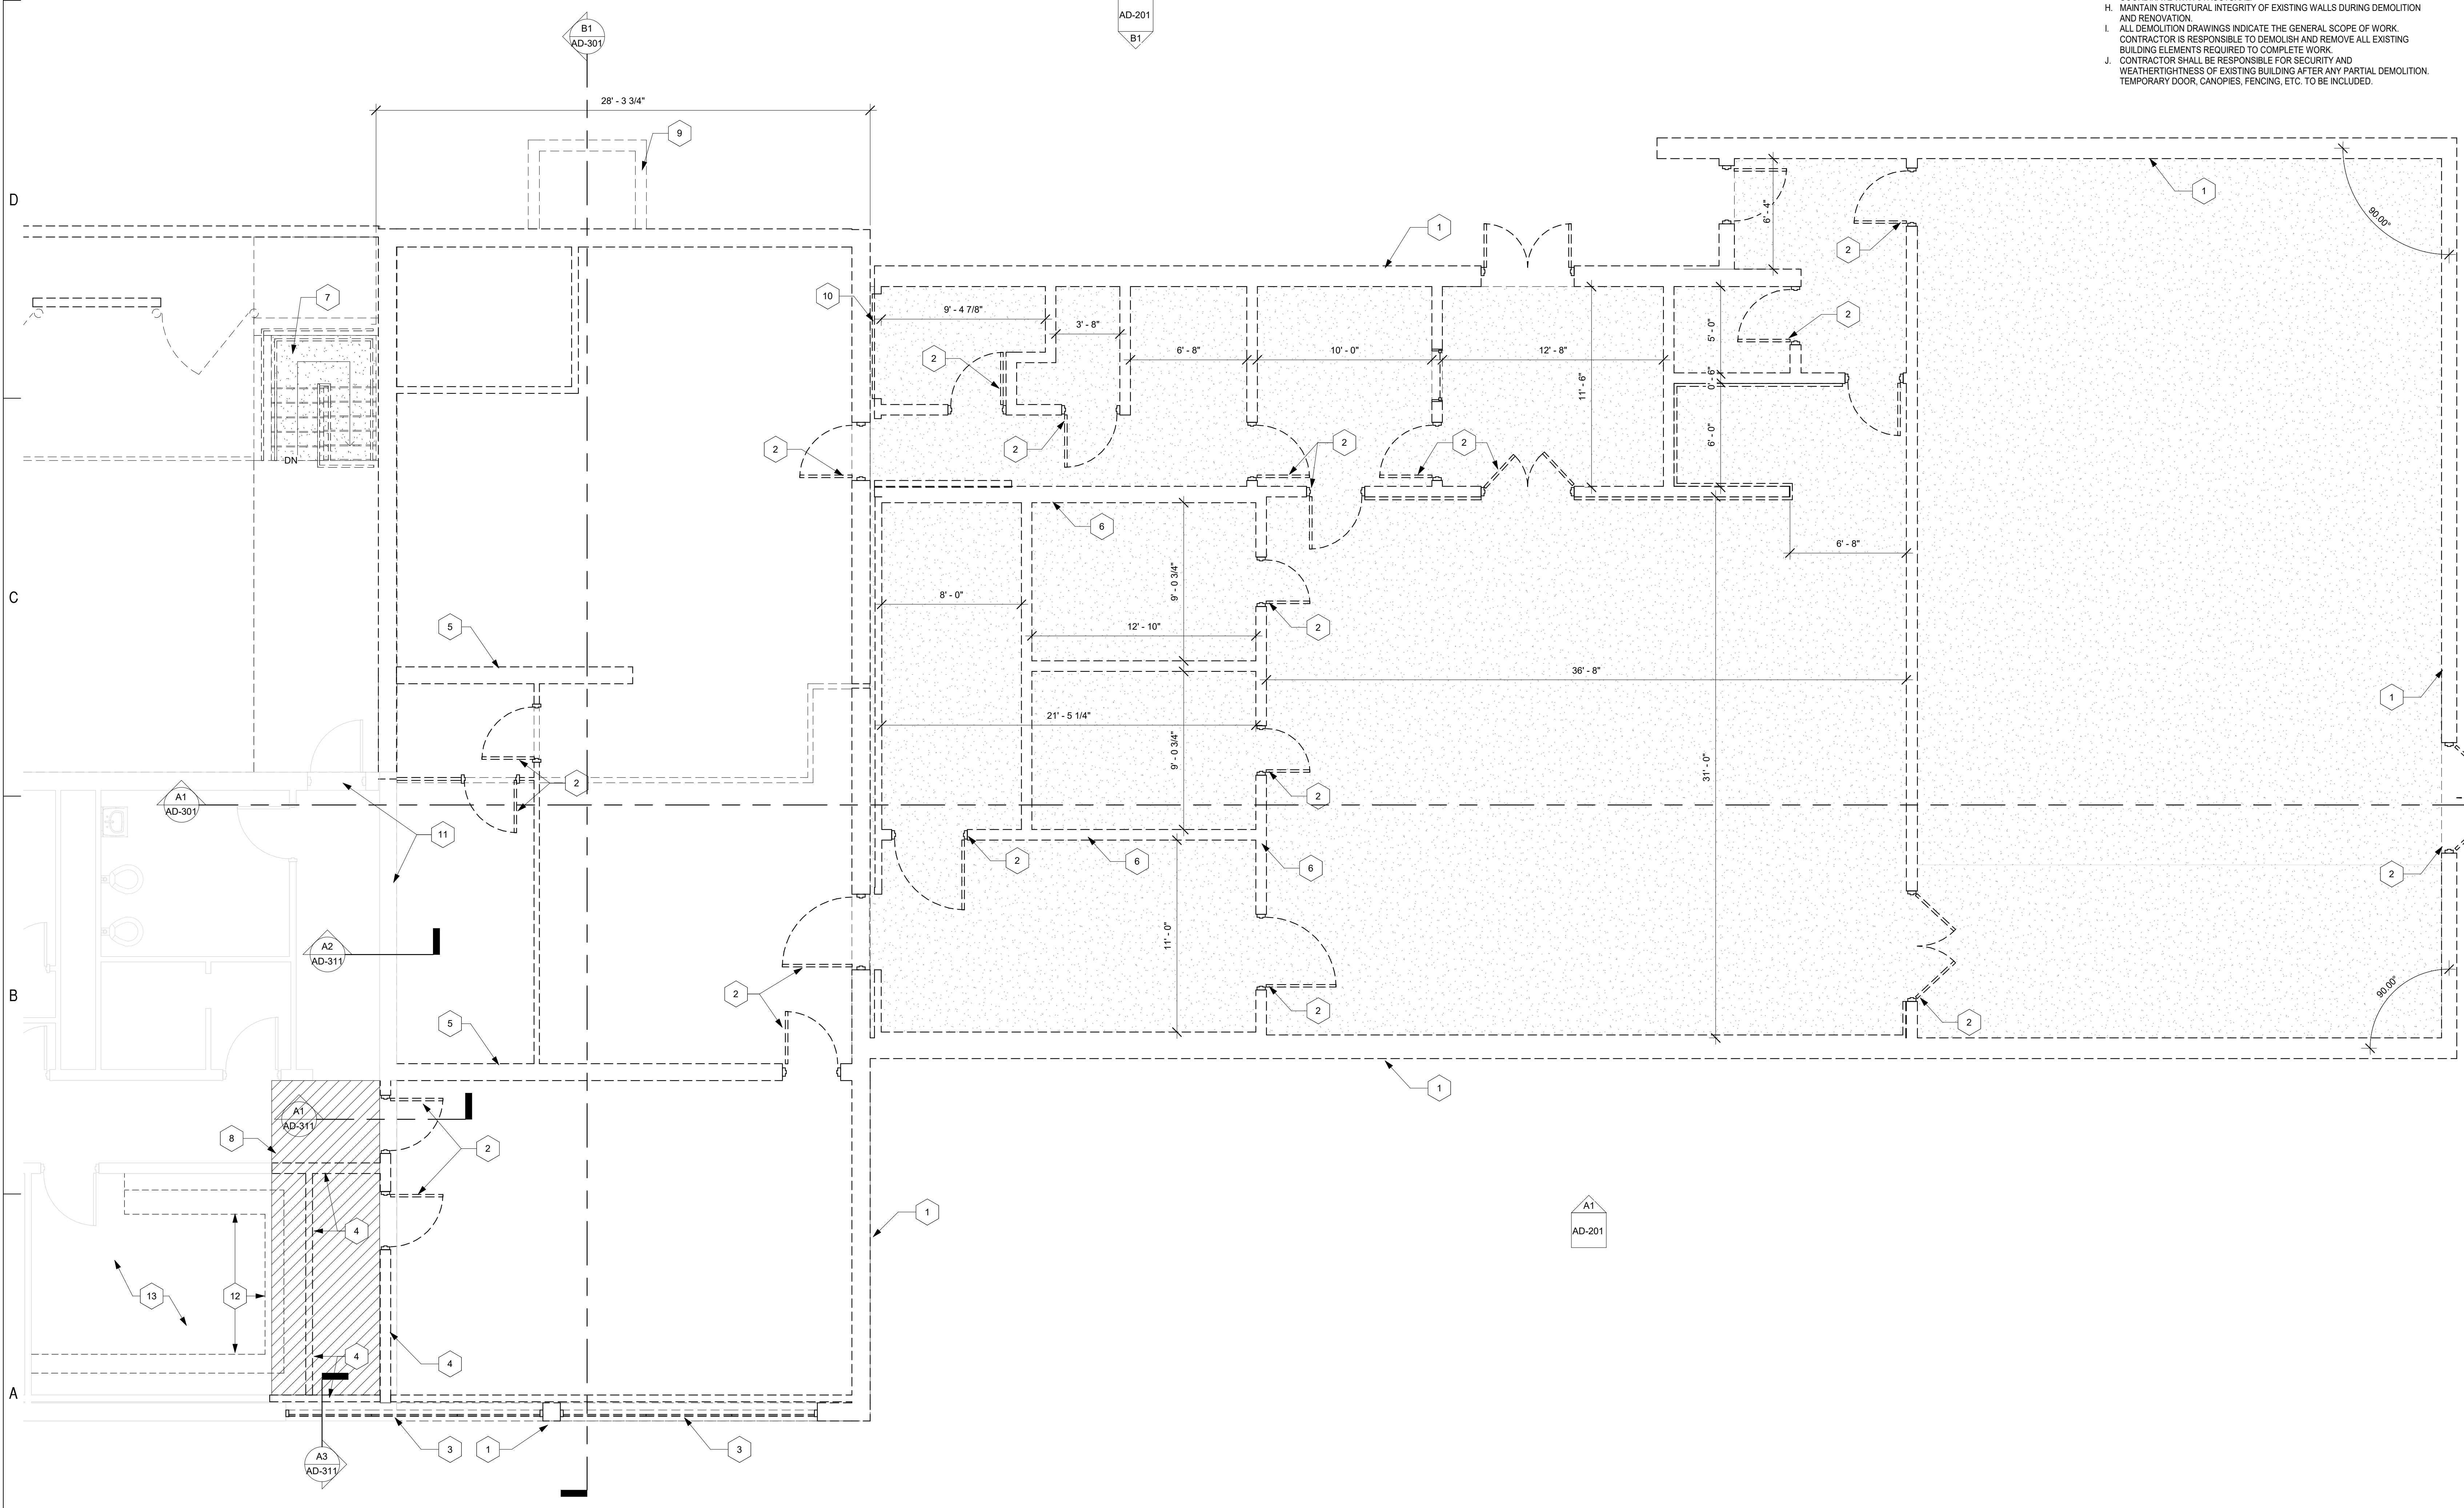 AD-201
B1
H. MAINTAIN STRUCTURAL INTEGRITY OF EXISTING WALLS DURING DEMOLITION
AND RENOVATION.
I. ALL DEMOLITION DRAWINGS INDICATE THE GENERAL SCOPE OF WORK.
CONTRACTOR IS RESPONSIBLE TO DEMOLISH AND REMOVE ALL EXISTING
BUILDING ELEMENTS REQUIRED TO COMPLETE WORK.
J. CONTRACTOR SHALL BE RESPONSIBLE FOR SECURITY AND
WEATHERTIGHTNESS OF EXISTING BUILDING AFTER ANY PARTIAL DEMOLITION.
TEMPORARY DOOR, CANOPIES, FENCING, ETC. TO BE INCLUDED.
B1
AD-301
28' - 3 3/4"
9
D
1
6' - 4"
90.00°
1
2
7
10
9' - 4 7/8"
3' - 8"
6' - 8"
10' - 0"
12' - 8"
11' - 6"
5' - 0"
2
2
0' - 6"
6' - 0"
2
2
2
2
DN
6
6' - 8"
C
8' - 0"
9' - 0 3/4"
12' - 10"
5
2
36' - 8"
1
21' - 5 1/4"
9' - 0 3/4"
31' - 0"
2
2
A1
AD-301
11
2
6
6
2
11' - 0"
A2
AD-311
B
2
2
2
90.00°
5
1
A1
AD-311
8
2
4
1
A1
AD-201
13
12
4
4
A
3
1
3
A3
AD-311